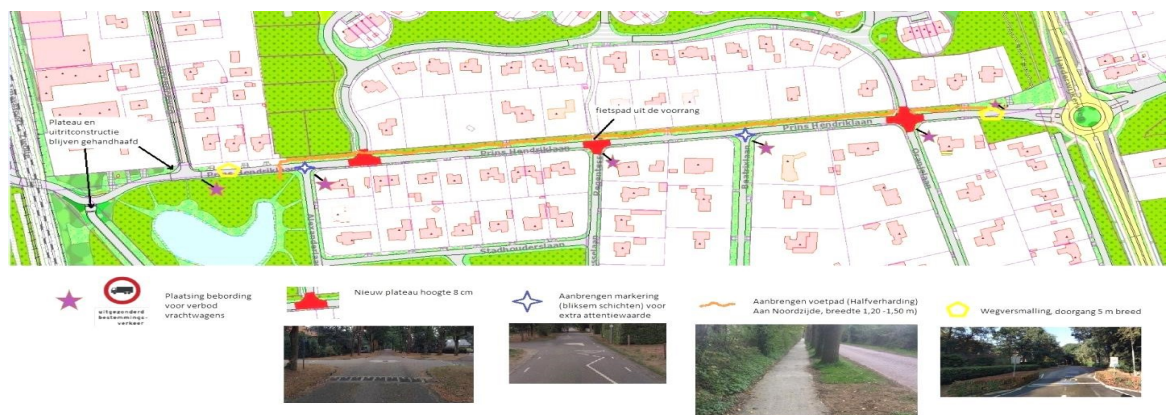 Plateau en
uitritconstructie
blijven gehandhaafd
fietspad uit de voorrang
Prins Hendriklaan
Prins Hendriklaan
Beatrixlaan
Oranjelaan
Stadhouderslaan
uitgezonderd
bestemmings-
verkeer
Plaatsing bebording
voor verbod
vrachtwagens
Nieuw plateau hoogte 8 cm
Aanbrengen markering
(bliksem schichten) voor
extra attentiewaarde
Aanbrengen voetpad (Halfverharding)
Aan Noordzijde, breedte 1,20 -1,50 m)
Wegversmalling, doorgang 5 m breed